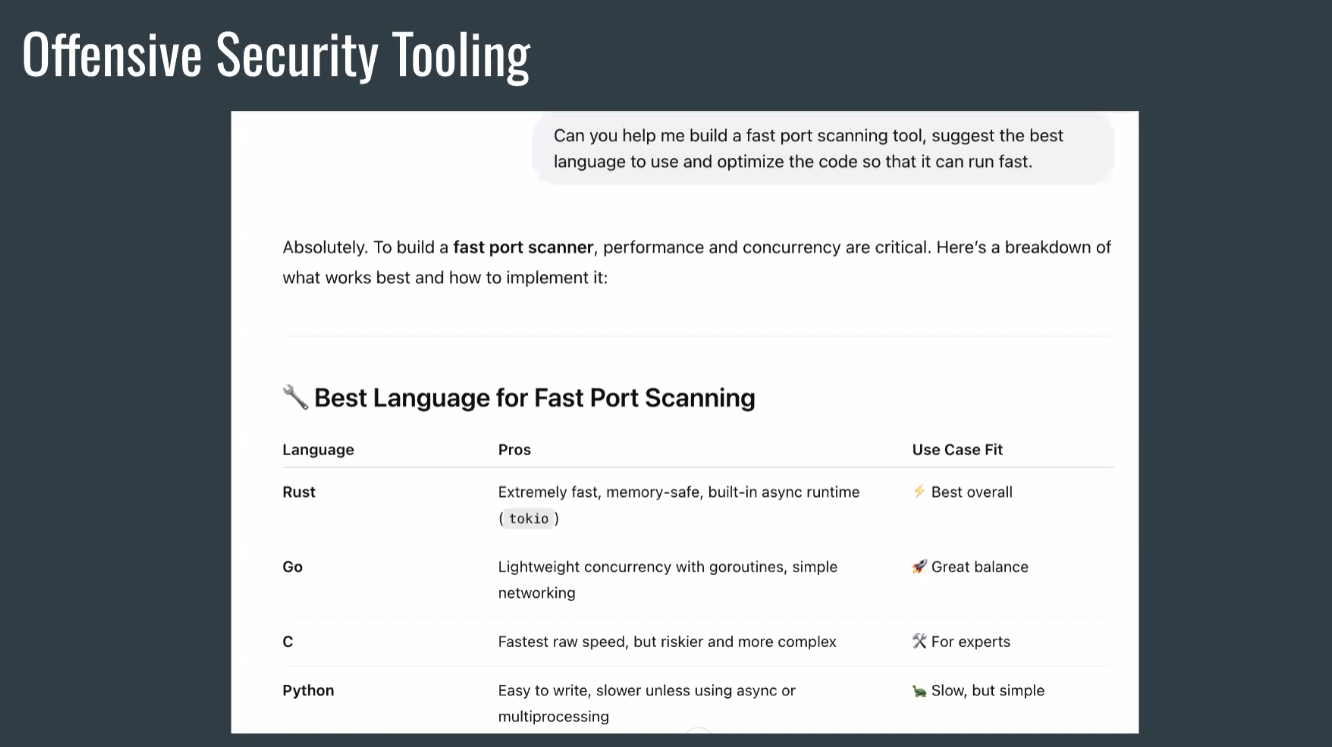 Offensive Security Tooling
Can you help me build a fast port scanning tool, suggest the best
language to use and optimize the code so that it can run fast.
Absolutely. To build a fast port scanner, performance and concurrency are critical. Here's a breakdown of
what works best and how to implement it:
🔧 Best Language for Fast Port Scanning
Language Pros Use Case Fit
Rust Extremely fast, memory-safe, built-in async runtime ⚡ Best overall
(tokio)
Go Lightweight concurrency with goroutines, simple 🚀 Great balance
networking
C Fastest raw speed, but riskier and more complex 🛠 For experts
Python Easy to write, slower unless using async or 🐢 Slow, but simple
multiprocessing